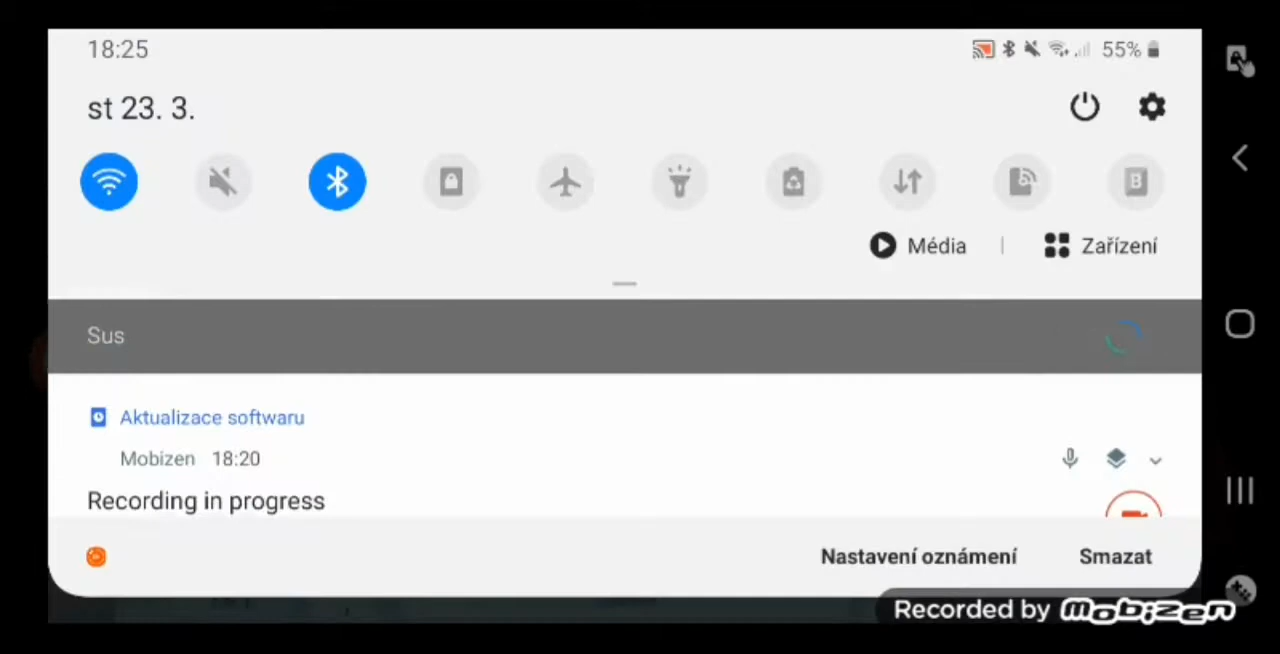 18:25 55%
st 23. 3.
B
Média | Zařízení
Sus
Aktualizace softwaru
Mobizen 18:20
Recording in progress
Nastavení oznámení Smazat
Recorded by mobizen